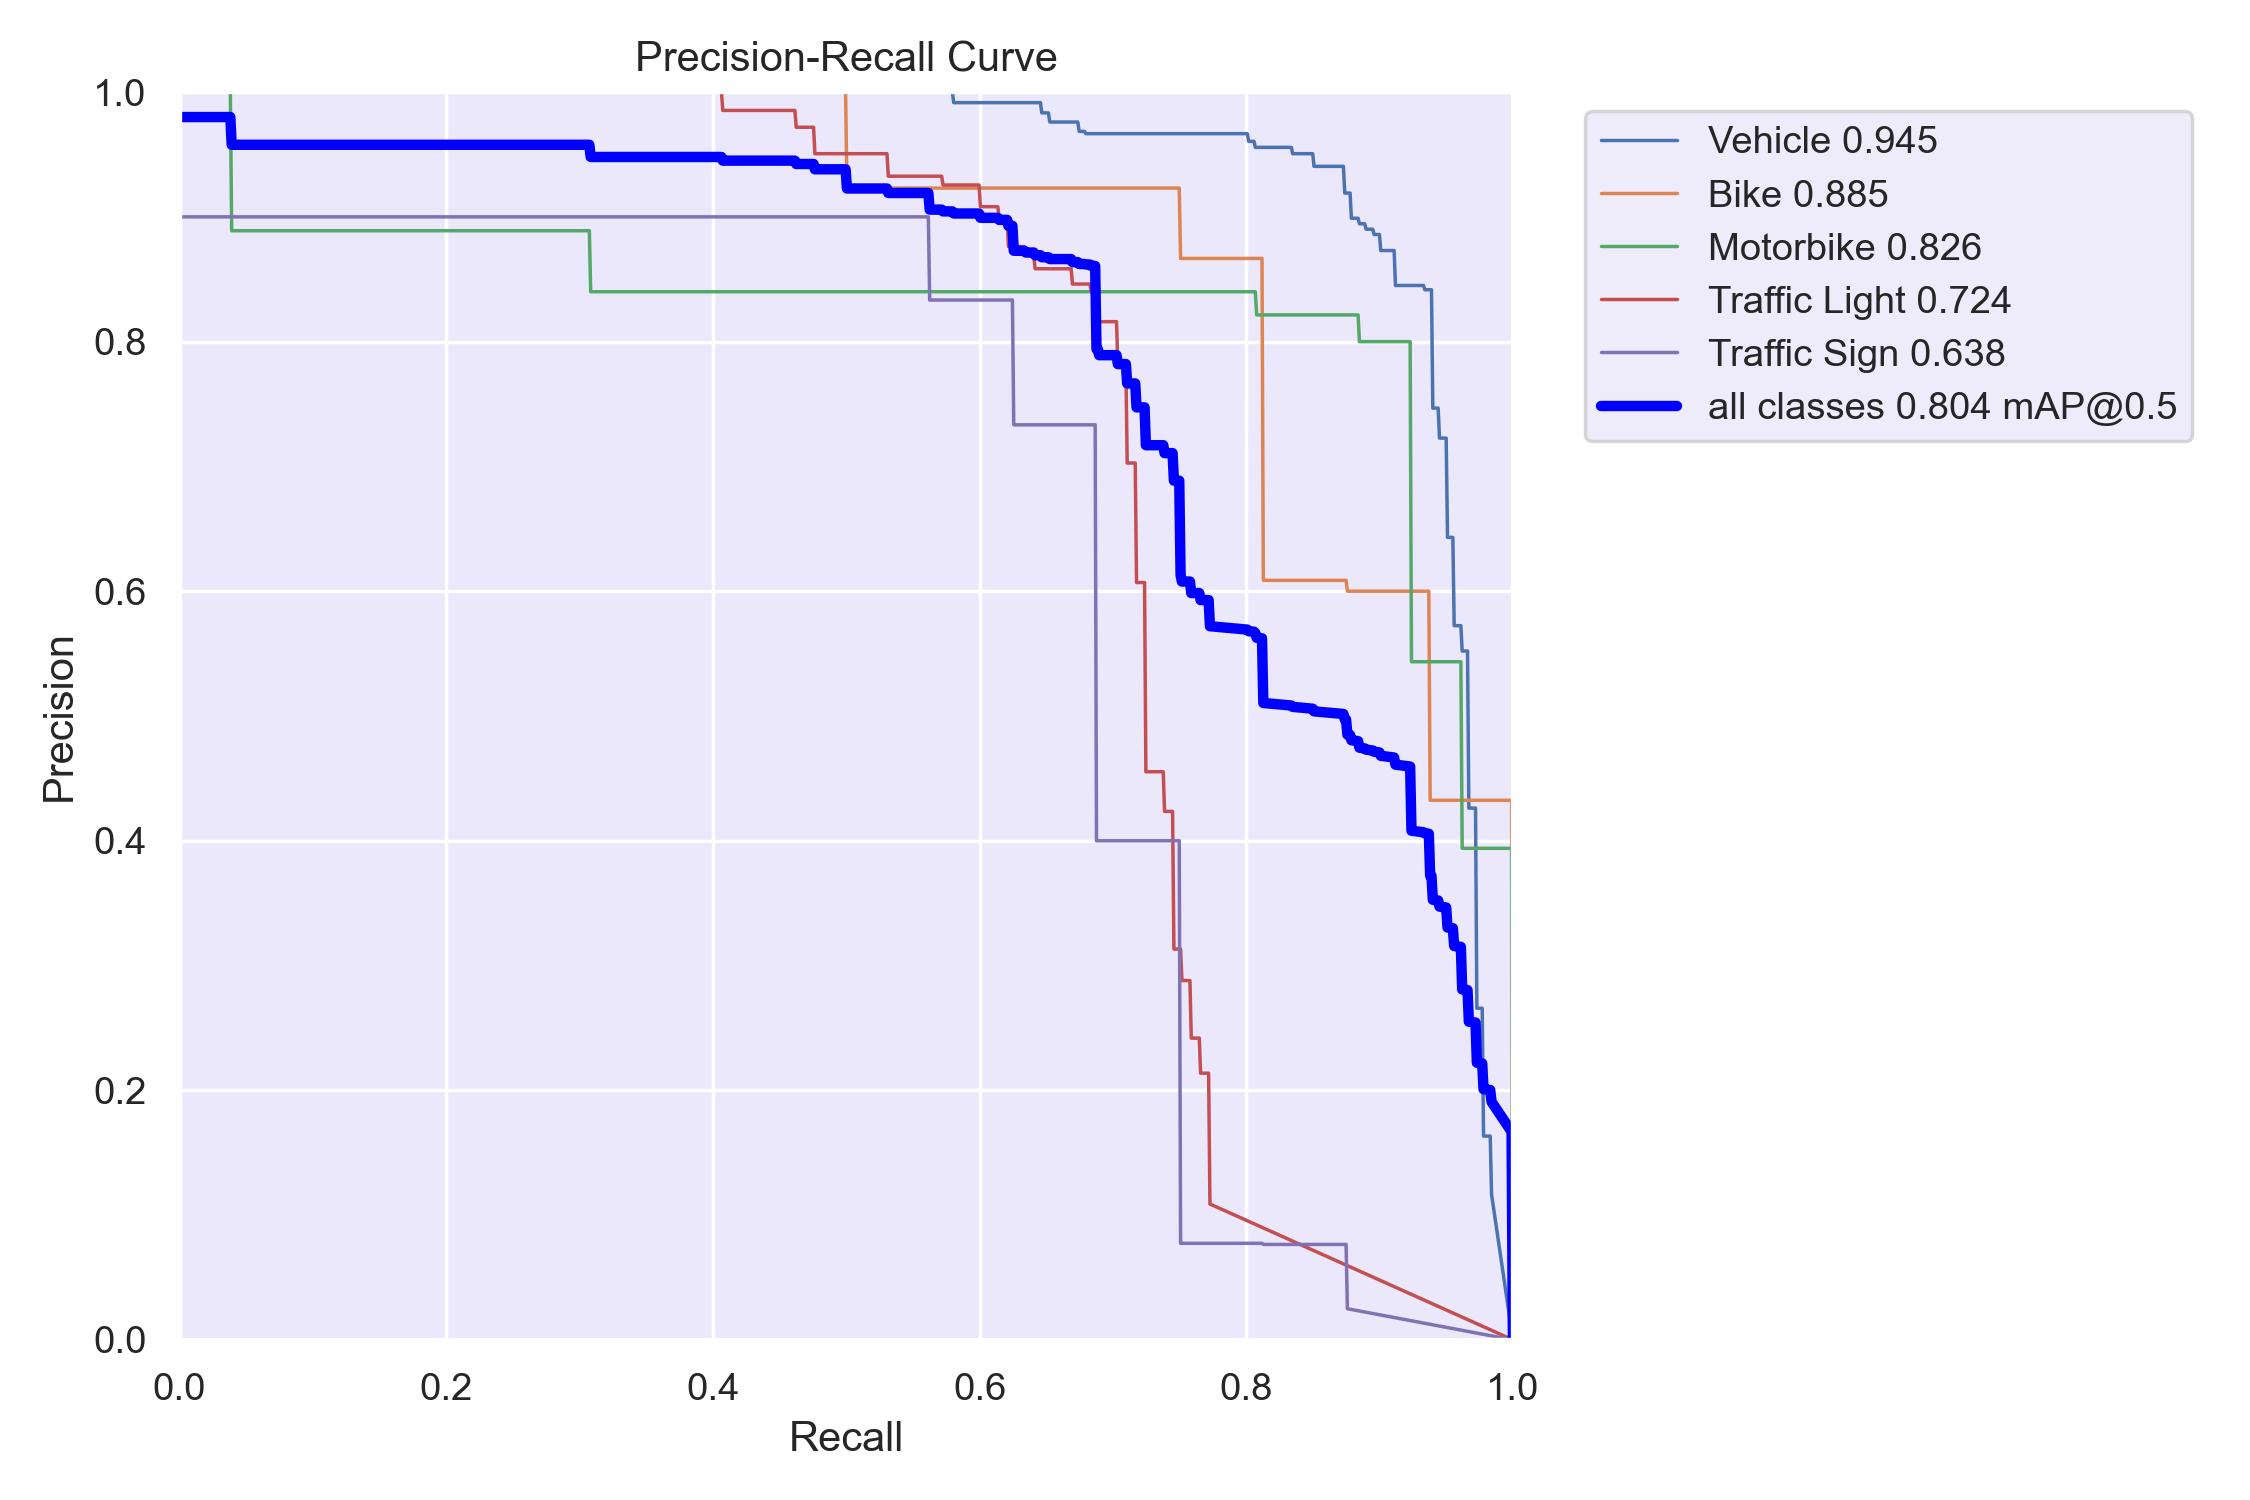 Precision-Recall Curve
1.0
0.8
0.6
0.4
0.2
0.0
Precision
0.0 0.2 0.4 0.6 0.8 1.0
Recall
Vehicle 0.945
Bike 0.885
Motorbike 0.826
Traffic Light 0.724
Traffic Sign 0.638
all classes 0.804 mAP@0.5